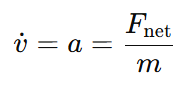 v̇ = a = F_net / m